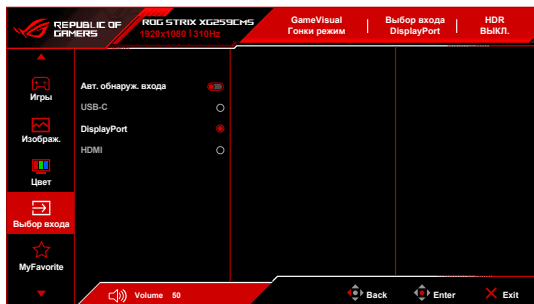 REPUBLIC OF
GAMERS
ROG STRIX XG259CMS
1920x1080 310Hz
GameVisual
Гонки режим
Выбор входа
DisplayPort
HDR
ВЫКЛ.
Игры
Изображ.
Цвет
Выбор входа
MyFavorite
Авт. обнаруж. входа
USB-C
DisplayPort
HDMI
Volume 50
Back
Enter
Exit